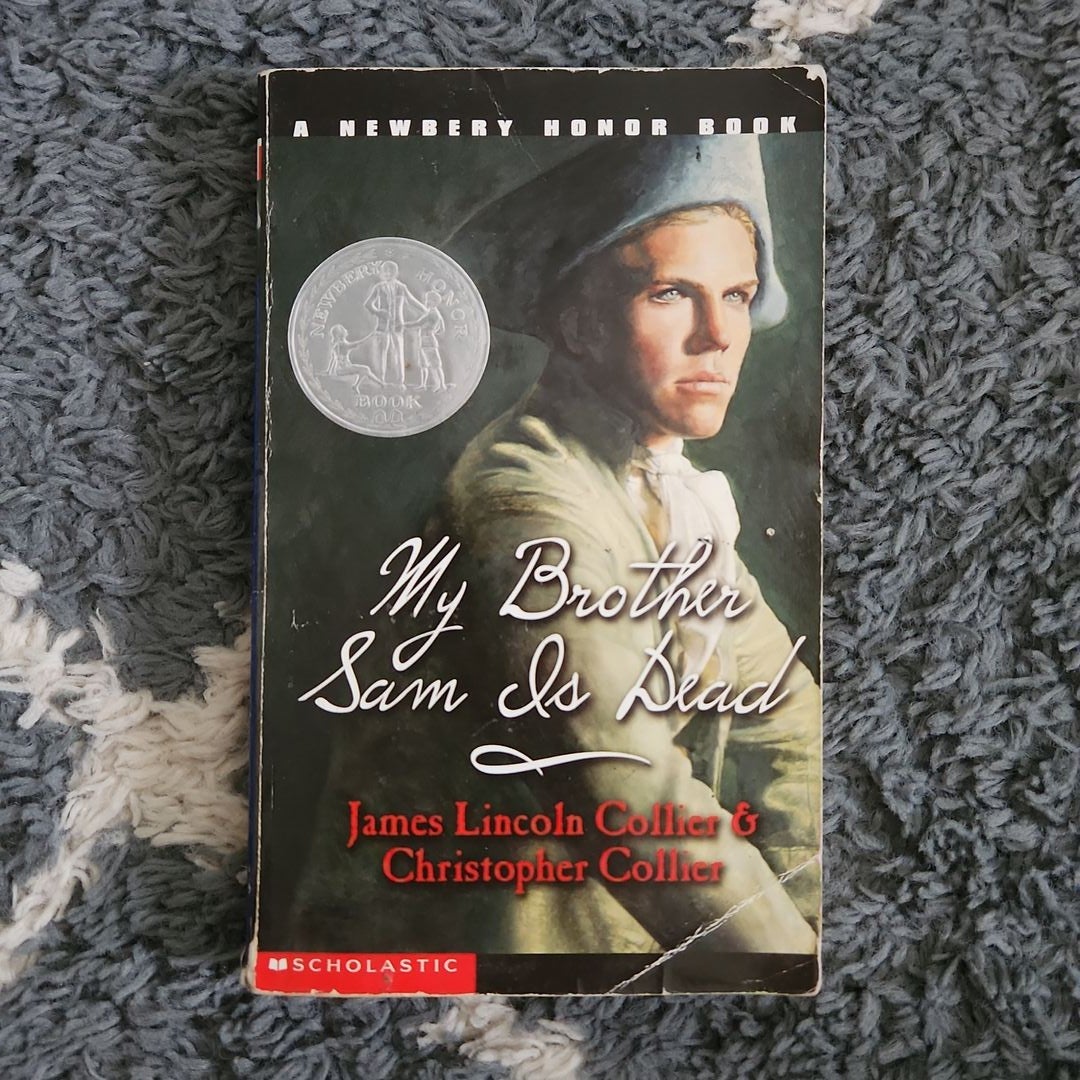 A NEWBERY HONOR BOOK
NEWBERY HONOR
BOOK
My Brother
Sam Is Dead
James Lincoln Collier &
Christopher Collier
SCHOLASTIC